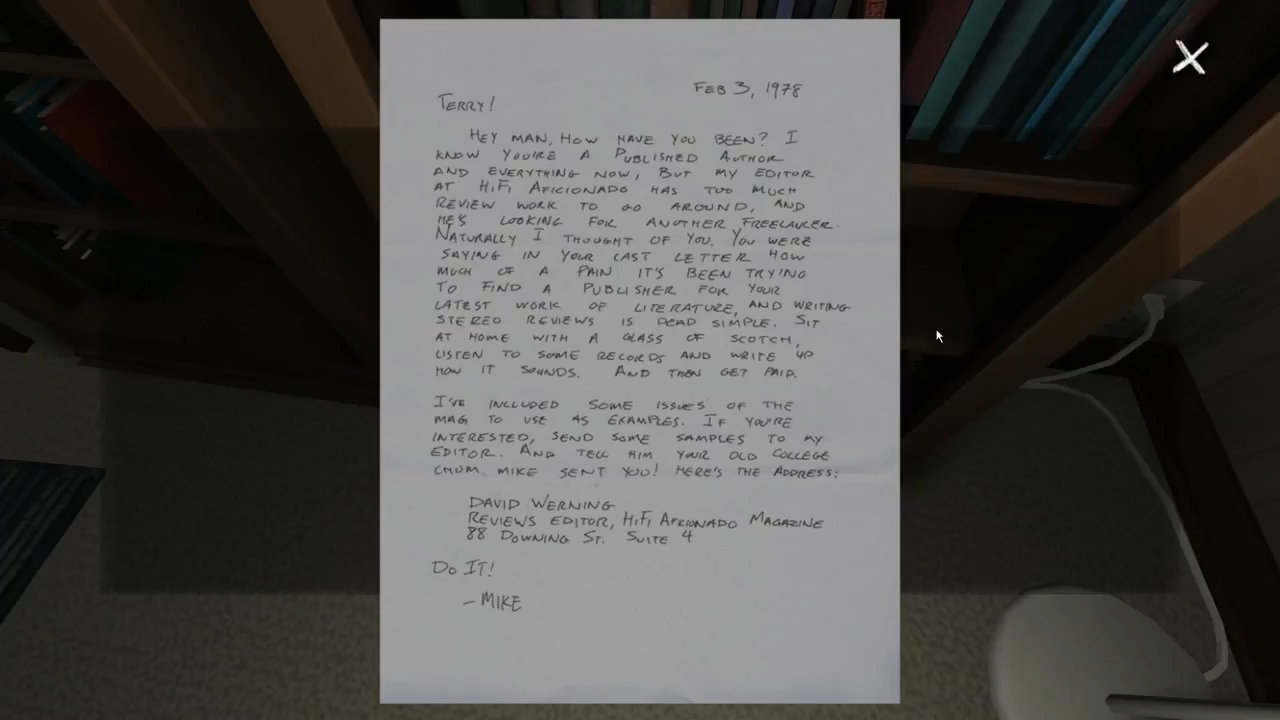 FEB 3, 1978
TERRY!
HEY MAN, HOW HAVE YOU BEEN? I
KNOW YOU'RE A PUBLISHED AUTHOR
AND EVERYTHING NOW, BUT MY EDITOR
AT HIFI AFICIONADO HAS TOO MUCH
REVIEW WORK TO GO AROUND, AND
HE'S LOOKING FOR ANOTHER FREELANCER.
NATURALLY I THOUGHT OF YOU. YOU WERE
SAYING IN YOUR LAST LETTER HOW
MUCH OF A PAIN IT'S BEEN TRYING
TO FIND A PUBLISHER FOR YOUR
LATEST WORK OF LITERATURE, AND WRITING
STEREO REVIEWS IS DEAD SIMPLE. SIT
AT HOME WITH A GLASS OF SCOTCH,
LISTEN TO SOME RECORDS AND WRITE UP
HOW IT SOUNDS. AND THEN GET PAID.
I'VE INCLUDED SOME ISSUES OF THE
MAG TO USE AS EXAMPLES. IF YOU'RE
INTERESTED, SEND SOME SAMPLES TO MY
EDITOR. AND TELL HIM YOUR OLD COLLEGE
CHUM MIKE SENT YOU! HERE'S THE ADDRESS:
DAVID WERNING
REVIEWS EDITOR, HIFI AFICIONADO MAGAZINE
88 DOWNING ST. SUITE 4
DO IT!
- MIKE